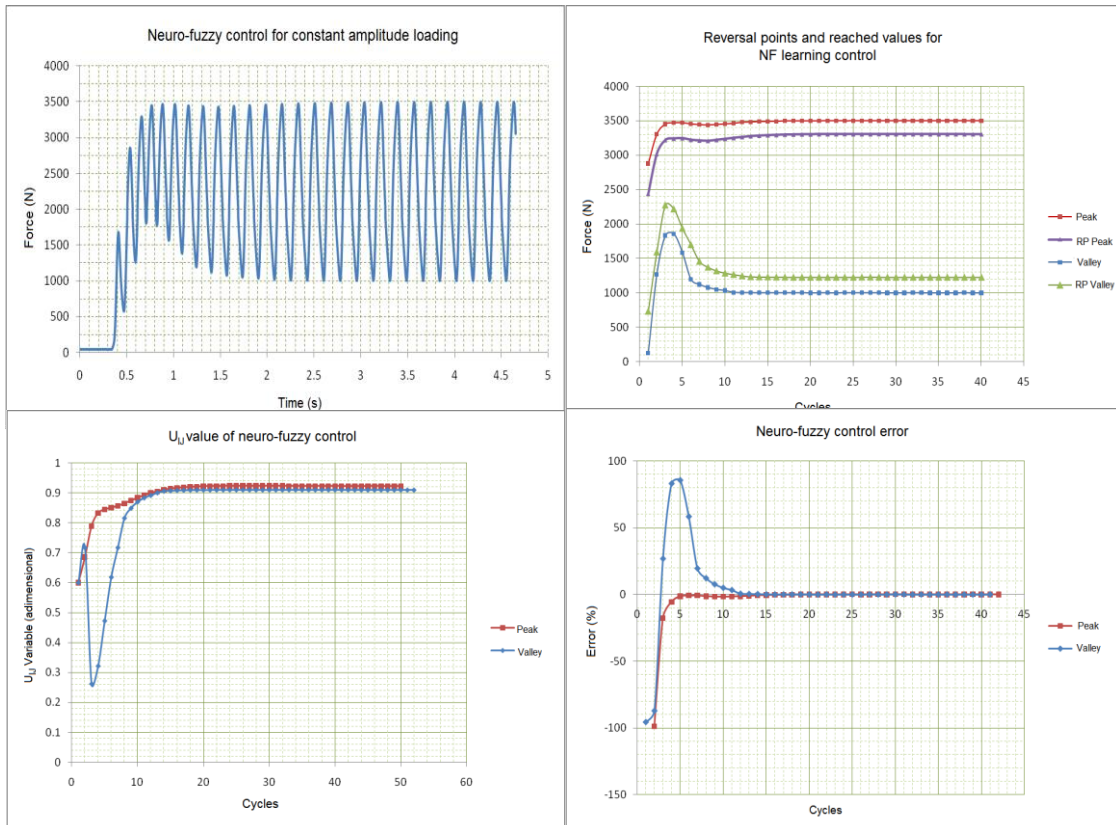 Neuro-fuzzy control for constant amplitude loading
4000
3500
3000
2500
2000
1500
1000
500
0
Force (N)
0 0.5 1 1.5 2 2.5 3 3.5 4 4.5 5
Time (s)
Reversal points and reached values for
NF learning control
4000
3500
3000
2500
2000
1500
1000
500
0
Force (N)
0 5 10 15 20 25 30 35 40 45
Cycles
Peak
RP Peak
Valley
RP Valley
UIJ value of neuro-fuzzy control
1
0.9
0.8
0.7
0.6
0.5
0.4
0.3
0.2
0.1
0
UIJ Variable (adimensional)
0 10 20 30 40 50 60
Cycles
Peak
Valley
Neuro-fuzzy control error
100
50
0
-50
-100
-150
Error (%)
0 5 10 15 20 25 30 35 40 45
Cycles
Peak
Valley